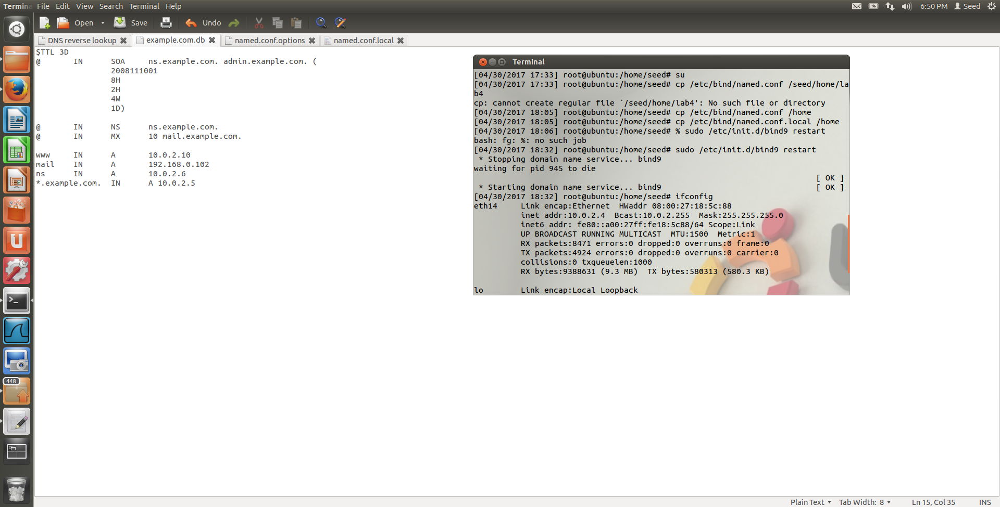 Terminal File Edit View Search Terminal Help
6:50 PM Seed
Open Save Undo
DNS reverse lookup example.com.db named.conf.options named.conf.local
$TTL 3D
@ IN SOA ns.example.com. admin.example.com. (
2008111001
8H
2H
4W
1D)
@ IN NS ns.example.com.
@ IN MX 10 mail.example.com.
www IN A 10.0.2.10
mail IN A 192.168.0.102
ns IN A 10.0.2.6
*.example.com. IN A 10.0.2.5
Terminal
[04/30/2017 17:33] root@ubuntu:/home/seed# su
[04/30/2017 17:33] root@ubuntu:/home/seed# cp /etc/bind/named.conf /seed/home/la
b4
cp: cannot create regular file `/seed/home/lab4': No such file or directory
[04/30/2017 18:05] root@ubuntu:/home/seed# cp /etc/bind/named.conf /home
[04/30/2017 18:05] root@ubuntu:/home/seed# cp /etc/bind/named.conf.local /home
[04/30/2017 18:06] root@ubuntu:/home/seed# % sudo /etc/init.d/bind9 restart
bash: fg: %: no such job
[04/30/2017 18:32] root@ubuntu:/home/seed# sudo /etc/init.d/bind9 restart
* Stopping domain name service... bind9
waiting for pid 945 to die
[ OK ]
* Starting domain name service... bind9 [ OK ]
[04/30/2017 18:32] root@ubuntu:/home/seed# ifconfig
eth14 Link encap:Ethernet HWaddr 08:00:27:18:5c:88
inet addr:10.0.2.4 Bcast:10.0.2.255 Mask:255.255.255.0
inet6 addr: fe80::a00:27ff:fe18:5c88/64 Scope:Link
UP BROADCAST RUNNING MULTICAST MTU:1500 Metric:1
RX packets:8471 errors:0 dropped:0 overruns:0 frame:0
TX packets:4924 errors:0 dropped:0 overruns:0 carrier:0
collisions:0 txqueuelen:1000
RX bytes:9388631 (9.3 MB) TX bytes:580313 (580.3 KB)
lo Link encap:Local Loopback
448
Plain Text Tab Width: 8 Ln 15, Col 35 INS